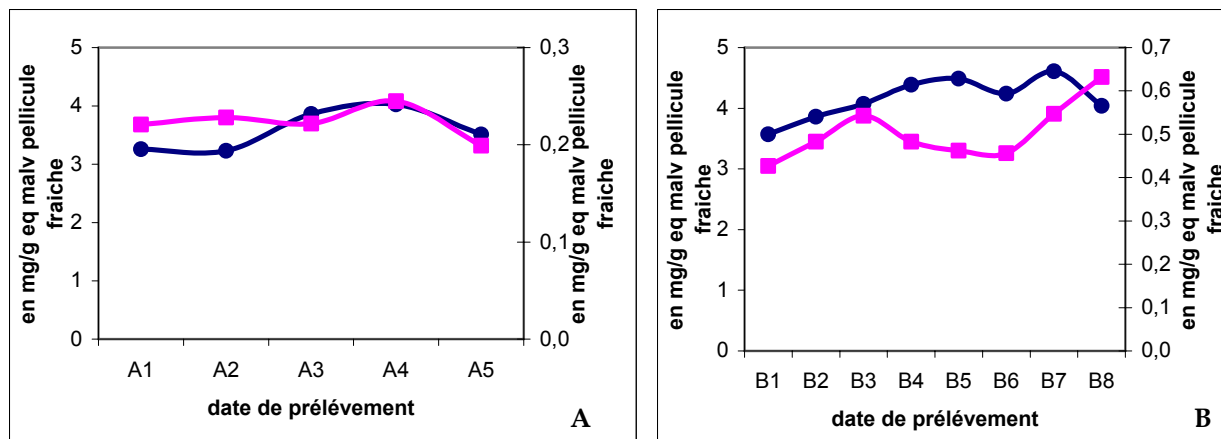 en mg/g eq malv pellicule
fraiche
5
4
3
2
1
0
0,3
0,2
0,1
0,0
en mg/g eq malv pellicule
fraiche
A1 A2 A3 A4 A5
date de prélévement
A
en mg/g eq malv pellicule
fraiche
5
4
3
2
1
0
0,7
0,6
0,5
0,4
0,3
0,2
0,1
0,0
en mg/g eq malv pellicule
fraiche
B1 B2 B3 B4 B5 B6 B7 B8
date de prélévement
B